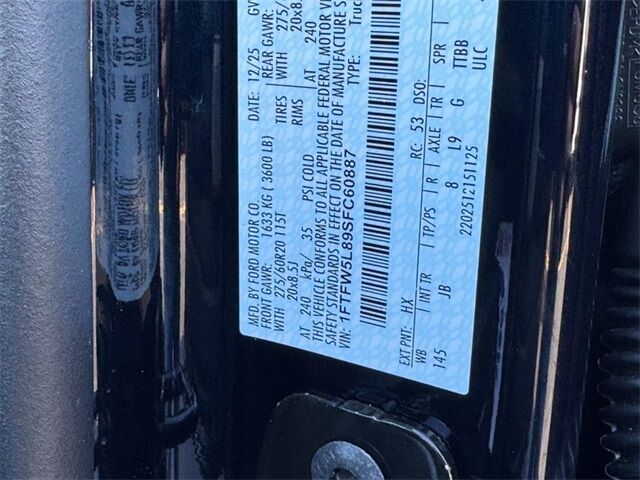 MFD. BY FORD MOTOR CO.
DATE: 12/25 GV
FRONT GAWR: 1633 KG ( 3600 LB)
REAR GAWR:
WITH 275/60R20 115T TIRES
WITH 275/
20x8.5J RIMS
20x8.5
AT 240 kPa/ 35 PSI COLD
AT 240
THIS VEHICLE CONFORMS TO ALL APPLICABLE FEDERAL MOTOR VE
SAFETY STANDARDS IN EFFECT ON THE DATE OF MANUFACTURE S
VIN: 1FTFW5L89SFC60887
TYPE: Truc
EXT PNT: HX RC: 53 DSO:
WB INT TR TP/PS R AXLE TR SPR
145 JB 8 L9 G TTBB
2202512151125 ULC